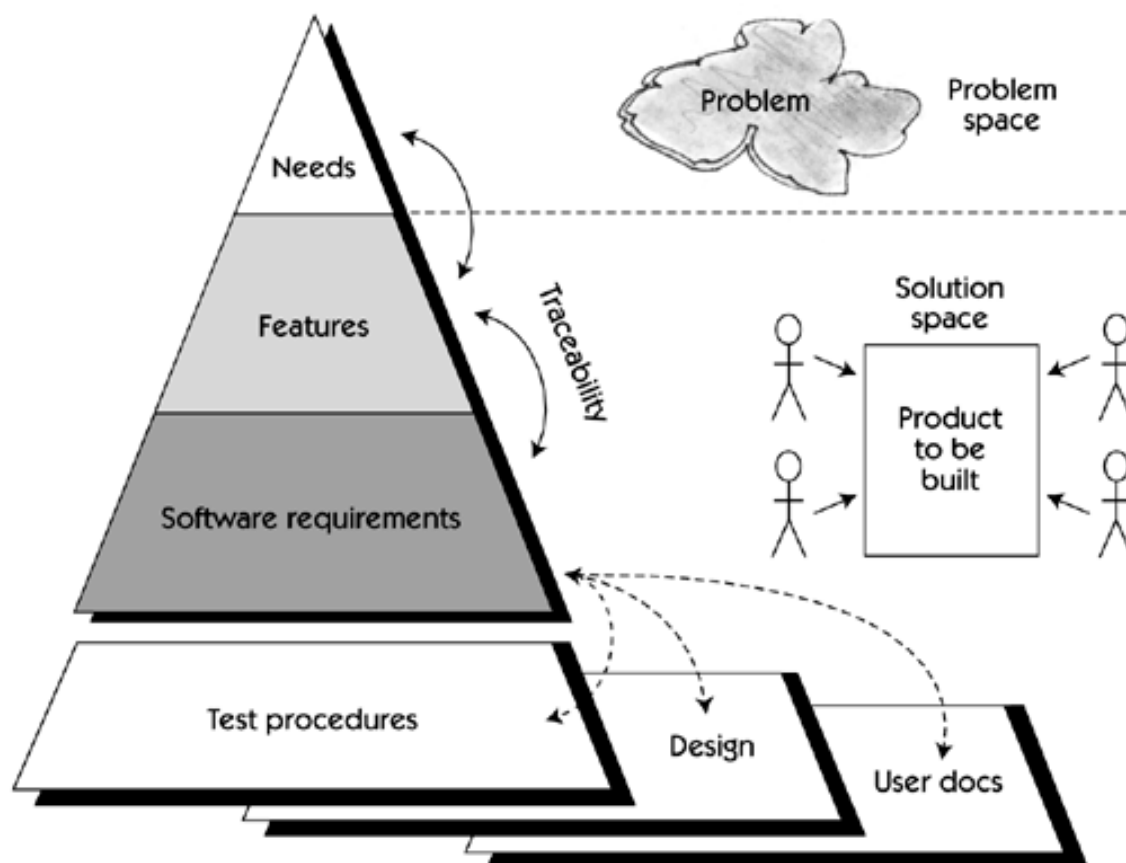 Problem
Problem
space
Needs
Features
Traceability
Solution
space
Product
to be
built
Software requirements
Test procedures
Design
User docs